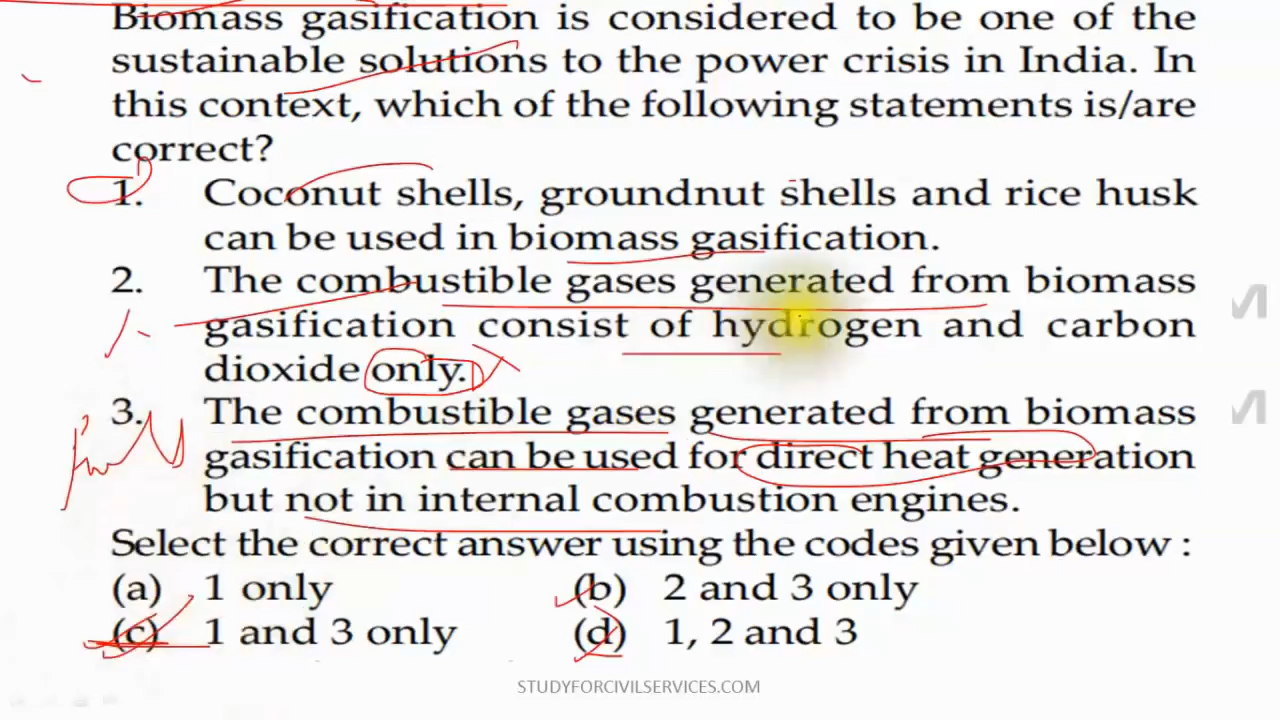 Biomass gasification is considered to be one of the
sustainable solutions to the power crisis in India. In
this context, which of the following statements is/are
correct?
1. Coconut shells, groundnut shells and rice husk
can be used in biomass gasification.
2. The combustible gases generated from biomass
gasification consist of hydrogen and carbon
dioxide only.
3. The combustible gases generated from biomass
gasification can be used for direct heat generation
but not in internal combustion engines.
Select the correct answer using the codes given below :
(a) 1 only (b) 2 and 3 only
(c) 1 and 3 only (d) 1, 2 and 3
STUDYFORCIVILSERVICES.COM
M
M